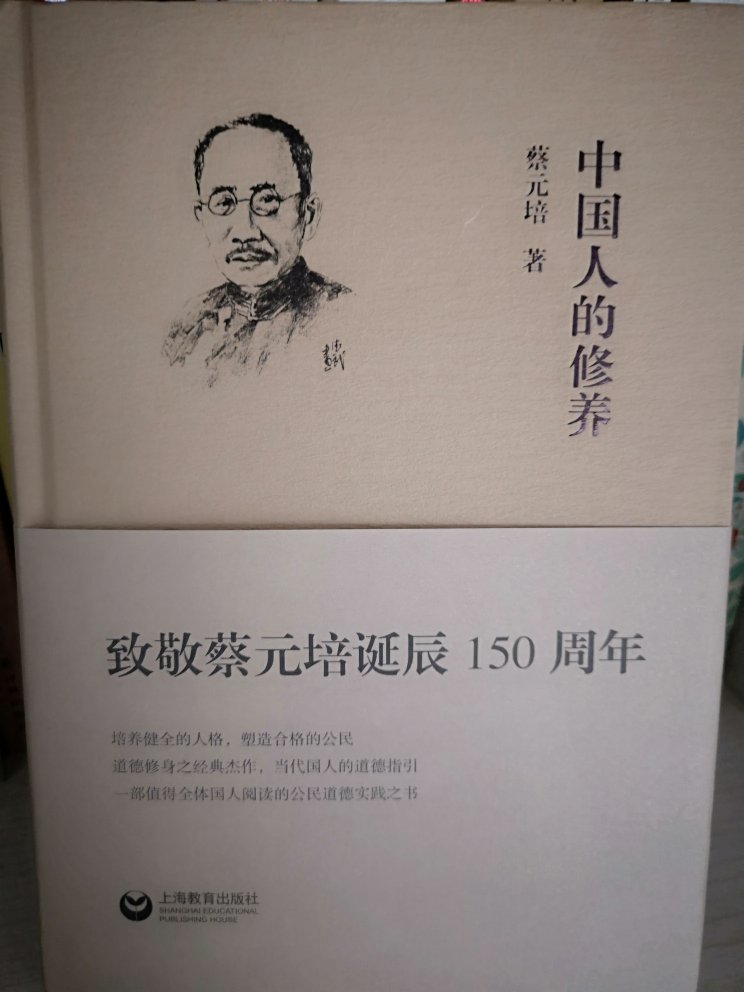 中国人的修养
蔡元培 著
致敬蔡元培诞辰 150 周年
培养健全的人格，塑造合格的公民
道德修身之经典杰作，当代国人的道德指引
一部值得全体国人阅读的公民道德实践之书
上海教育出版社
SHANGHAI EDUCATIONAL
PUBLISHING HOUSE